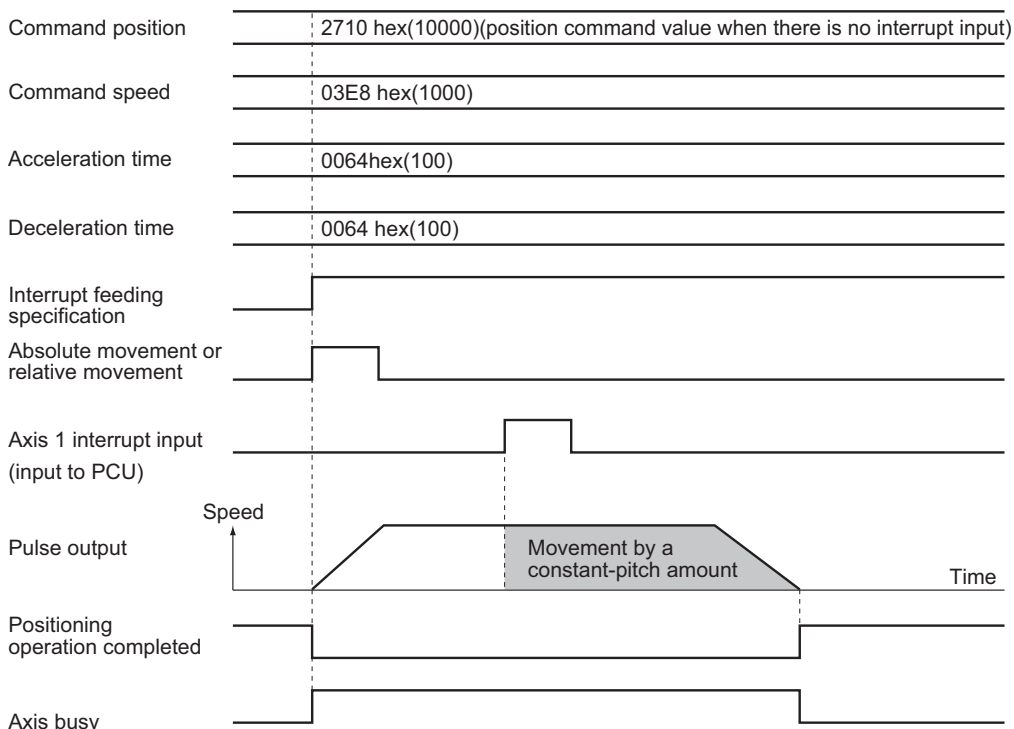 Command position
2710 hex(10000)(position command value when there is no interrupt input)
Command speed
03E8 hex(1000)
Acceleration time
0064hex(100)
Deceleration time
0064 hex(100)
Interrupt feeding
specification
Absolute movement or
relative movement
Axis 1 interrupt input
(input to PCU)
Speed
Pulse output
Movement by a
constant-pitch amount
Time
Positioning
operation completed
Axis busy